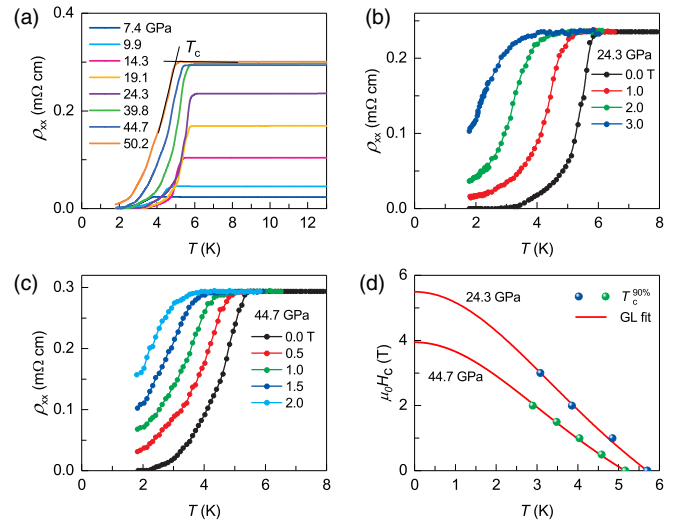 (a)
7.4 GPa
9.9
14.3
19.1
24.3
39.8
44.7
50.2
T_c
ρ_xx (mΩ cm)
0.4
0.3
0.2
0.1
0.0
0 2 4 6 8 10 12
T (K)
(b)
24.3 GPa
0.0 T
1.0
2.0
3.0
ρ_xx (mΩ cm)
0.2
0.1
0.0
0 2 4 6 8
T (K)
(c)
44.7 GPa
0.0 T
0.5
1.0
1.5
2.0
ρ_xx (mΩ cm)
0.3
0.2
0.1
0.0
0 2 4 6 8
T (K)
(d)
T_c^90%
GL fit
24.3 GPa
44.7 GPa
μ_0H_C (T)
6
4
2
0
0 1 2 3 4 5 6
T (K)